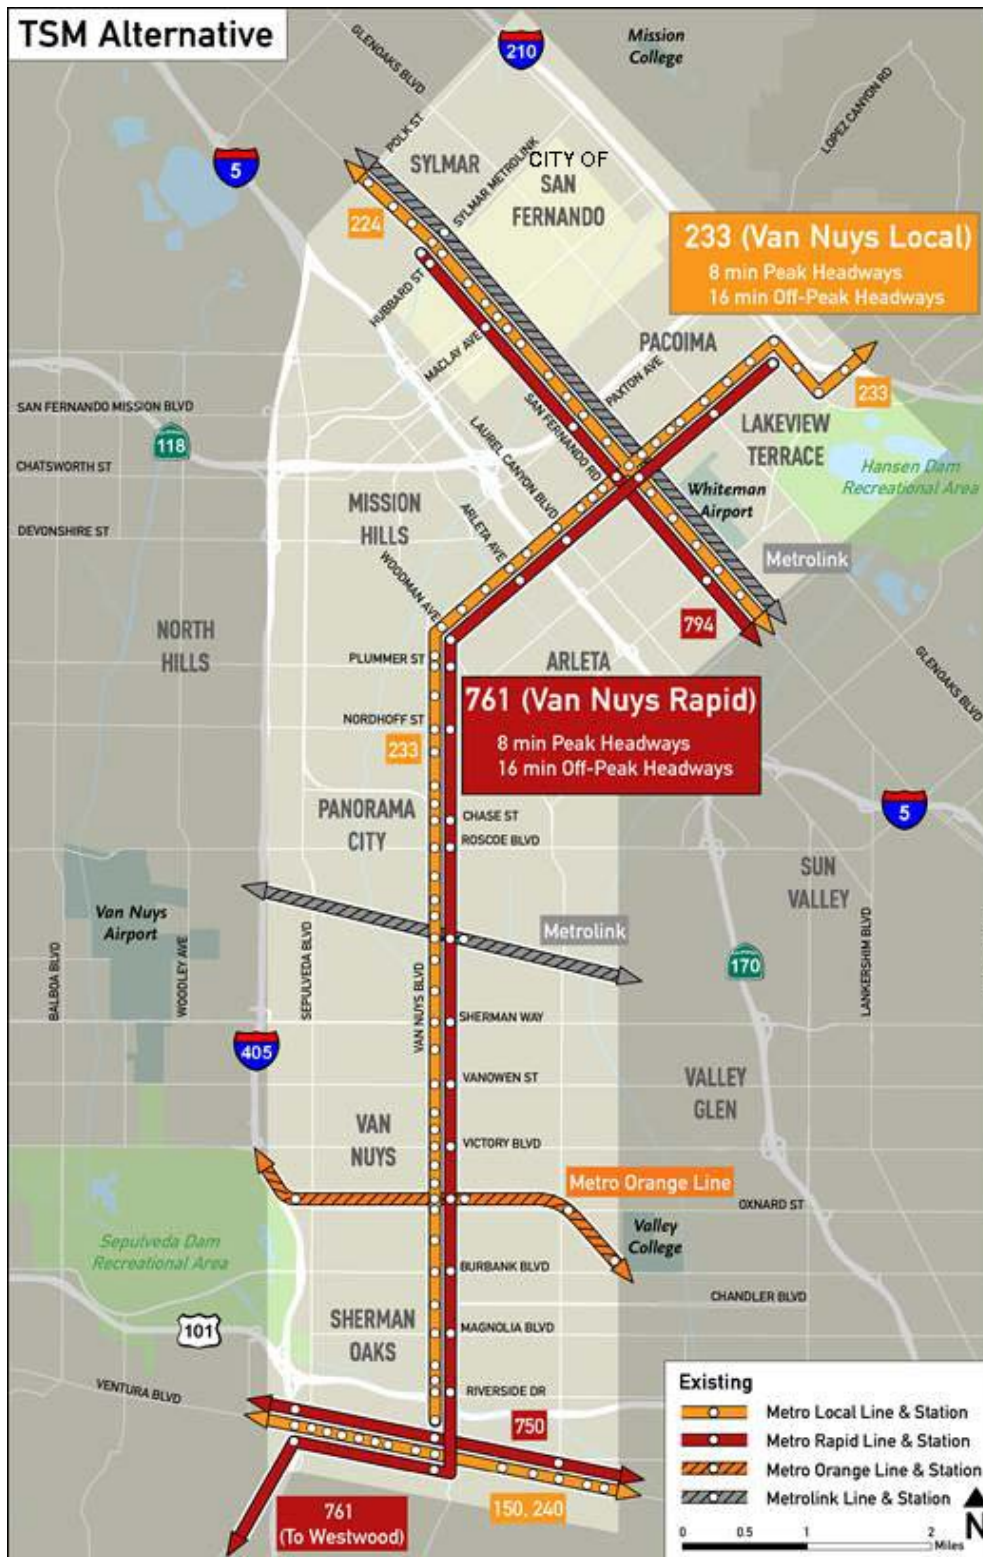 TSM Alternative
GLENOAKS BLVD
210
Mission
College
LOPEZ CANYON RD
POLK ST
5
SYLMAR
SYLMAR METROLINK
CITY OF
SAN
FERNANDO
224
233 (Van Nuys Local)
8 min Peak Headways
16 min Off-Peak Headways
HUBBARD ST
MACLAY AVE
PACOIMA
PAXTON AVE
233
SAN FERNANDO MISSION BLVD
118
SAN FERNANDO RD
LAUREL CANYON BLVD
LAKEVIEW
TERRACE
CHATSWORTH ST
Hansen Dam
Recreational Area
Whiteman
Airport
MISSION
HILLS
ARLETA AVE
DEVONSHIRE ST
WOODMAN AVE
Metrolink
NORTH
HILLS
794
PLUMMER ST
ARLETA
GLENOAKS BLVD
761 (Van Nuys Rapid)
8 min Peak Headways
16 min Off-Peak Headways
NORDHOFF ST
233
PANORAMA
CITY
CHASE ST
5
ROSCOE BLVD
SUN
VALLEY
Van Nuys
Airport
Metrolink
BALBOA BLVD
WOODLEY AVE
SEPULVEDA BLVD
VAN NUYS BLVD
170
LANKERSHIM BLVD
SHERMAN WAY
405
VANOWEN ST
VALLEY
GLEN
VAN
NUYS
VICTORY BLVD
Metro Orange Line
OXNARD ST
Valley
College
Sepulveda Dam
Recreational Area
BURBANK BLVD
CHANDLER BLVD
SHERMAN
OAKS
101
MAGNOLIA BLVD
VENTURA BLVD
RIVERSIDE DR
750
150, 240
761
(To Westwood)
Existing
Metro Local Line & Station
Metro Rapid Line & Station
Metro Orange Line & Station
Metrolink Line & Station
N
0 0.5 1 2
Miles